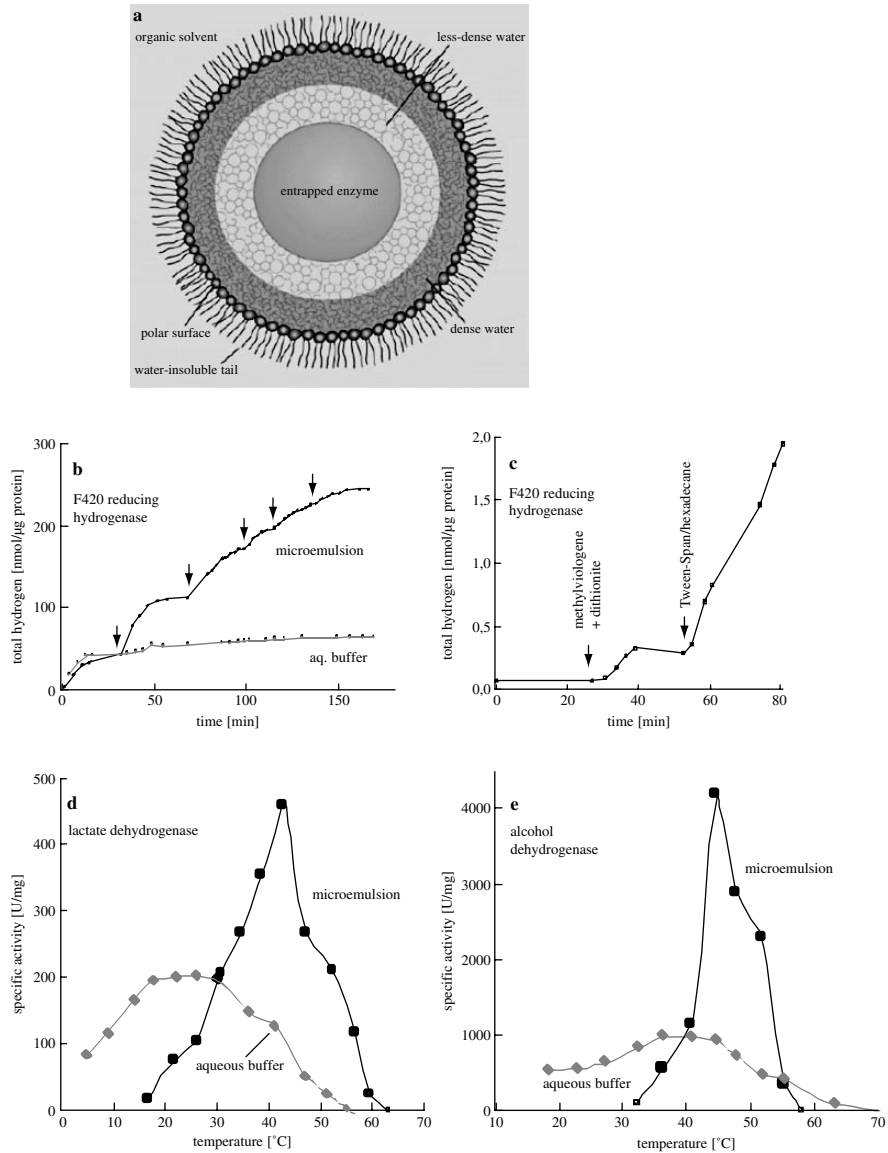 a
organic solvent
less-dense water
entrapped enzyme
polar surface
dense water
water-insoluble tail
b
F420 reducing
hydrogenase
microemulsion
aq. buffer
total hydrogen [nmol/µg protein]
300
200
100
0
0
50
100
150
time [min]
c
F420 reducing
hydrogenase
methylviologene
+ dithionite
Tween-Span/hexadecane
total hydrogen [nmol/µg protein]
2,0
1,5
1,0
0,5
0,0
0
20
40
60
80
time [min]
d
lactate dehydrogenase
microemulsion
aqueous buffer
specific activity [U/mg]
500
400
300
200
100
0
0
10
20
30
40
50
60
70
temperature [˚C]
e
alcohol
dehydrogenase
microemulsion
aqueous buffer
specific activity [U/mg]
4000
3000
2000
1000
0
10
20
30
40
50
60
70
temperature [˚C]